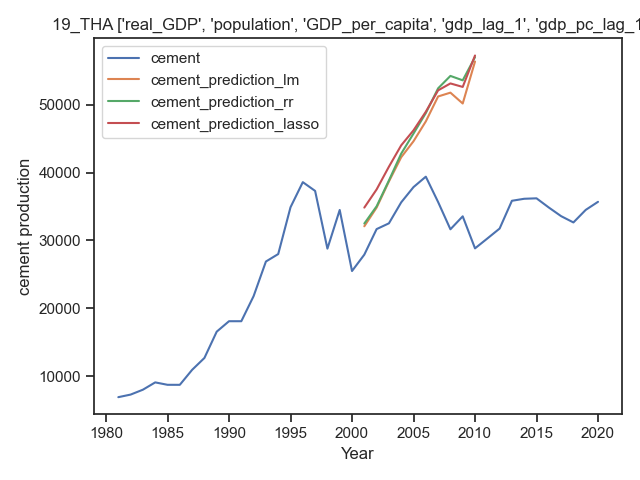 19_THA ['real_GDP', 'population', 'GDP_per_capita', 'gdp_lag_1', 'gdp_pc_lag_1
cement
cement_prediction_lm
cement_prediction_rr
cement_prediction_lasso
50000
40000
30000
20000
10000
cement production
1980 1985 1990 1995 2000 2005 2010 2015 2020
Year